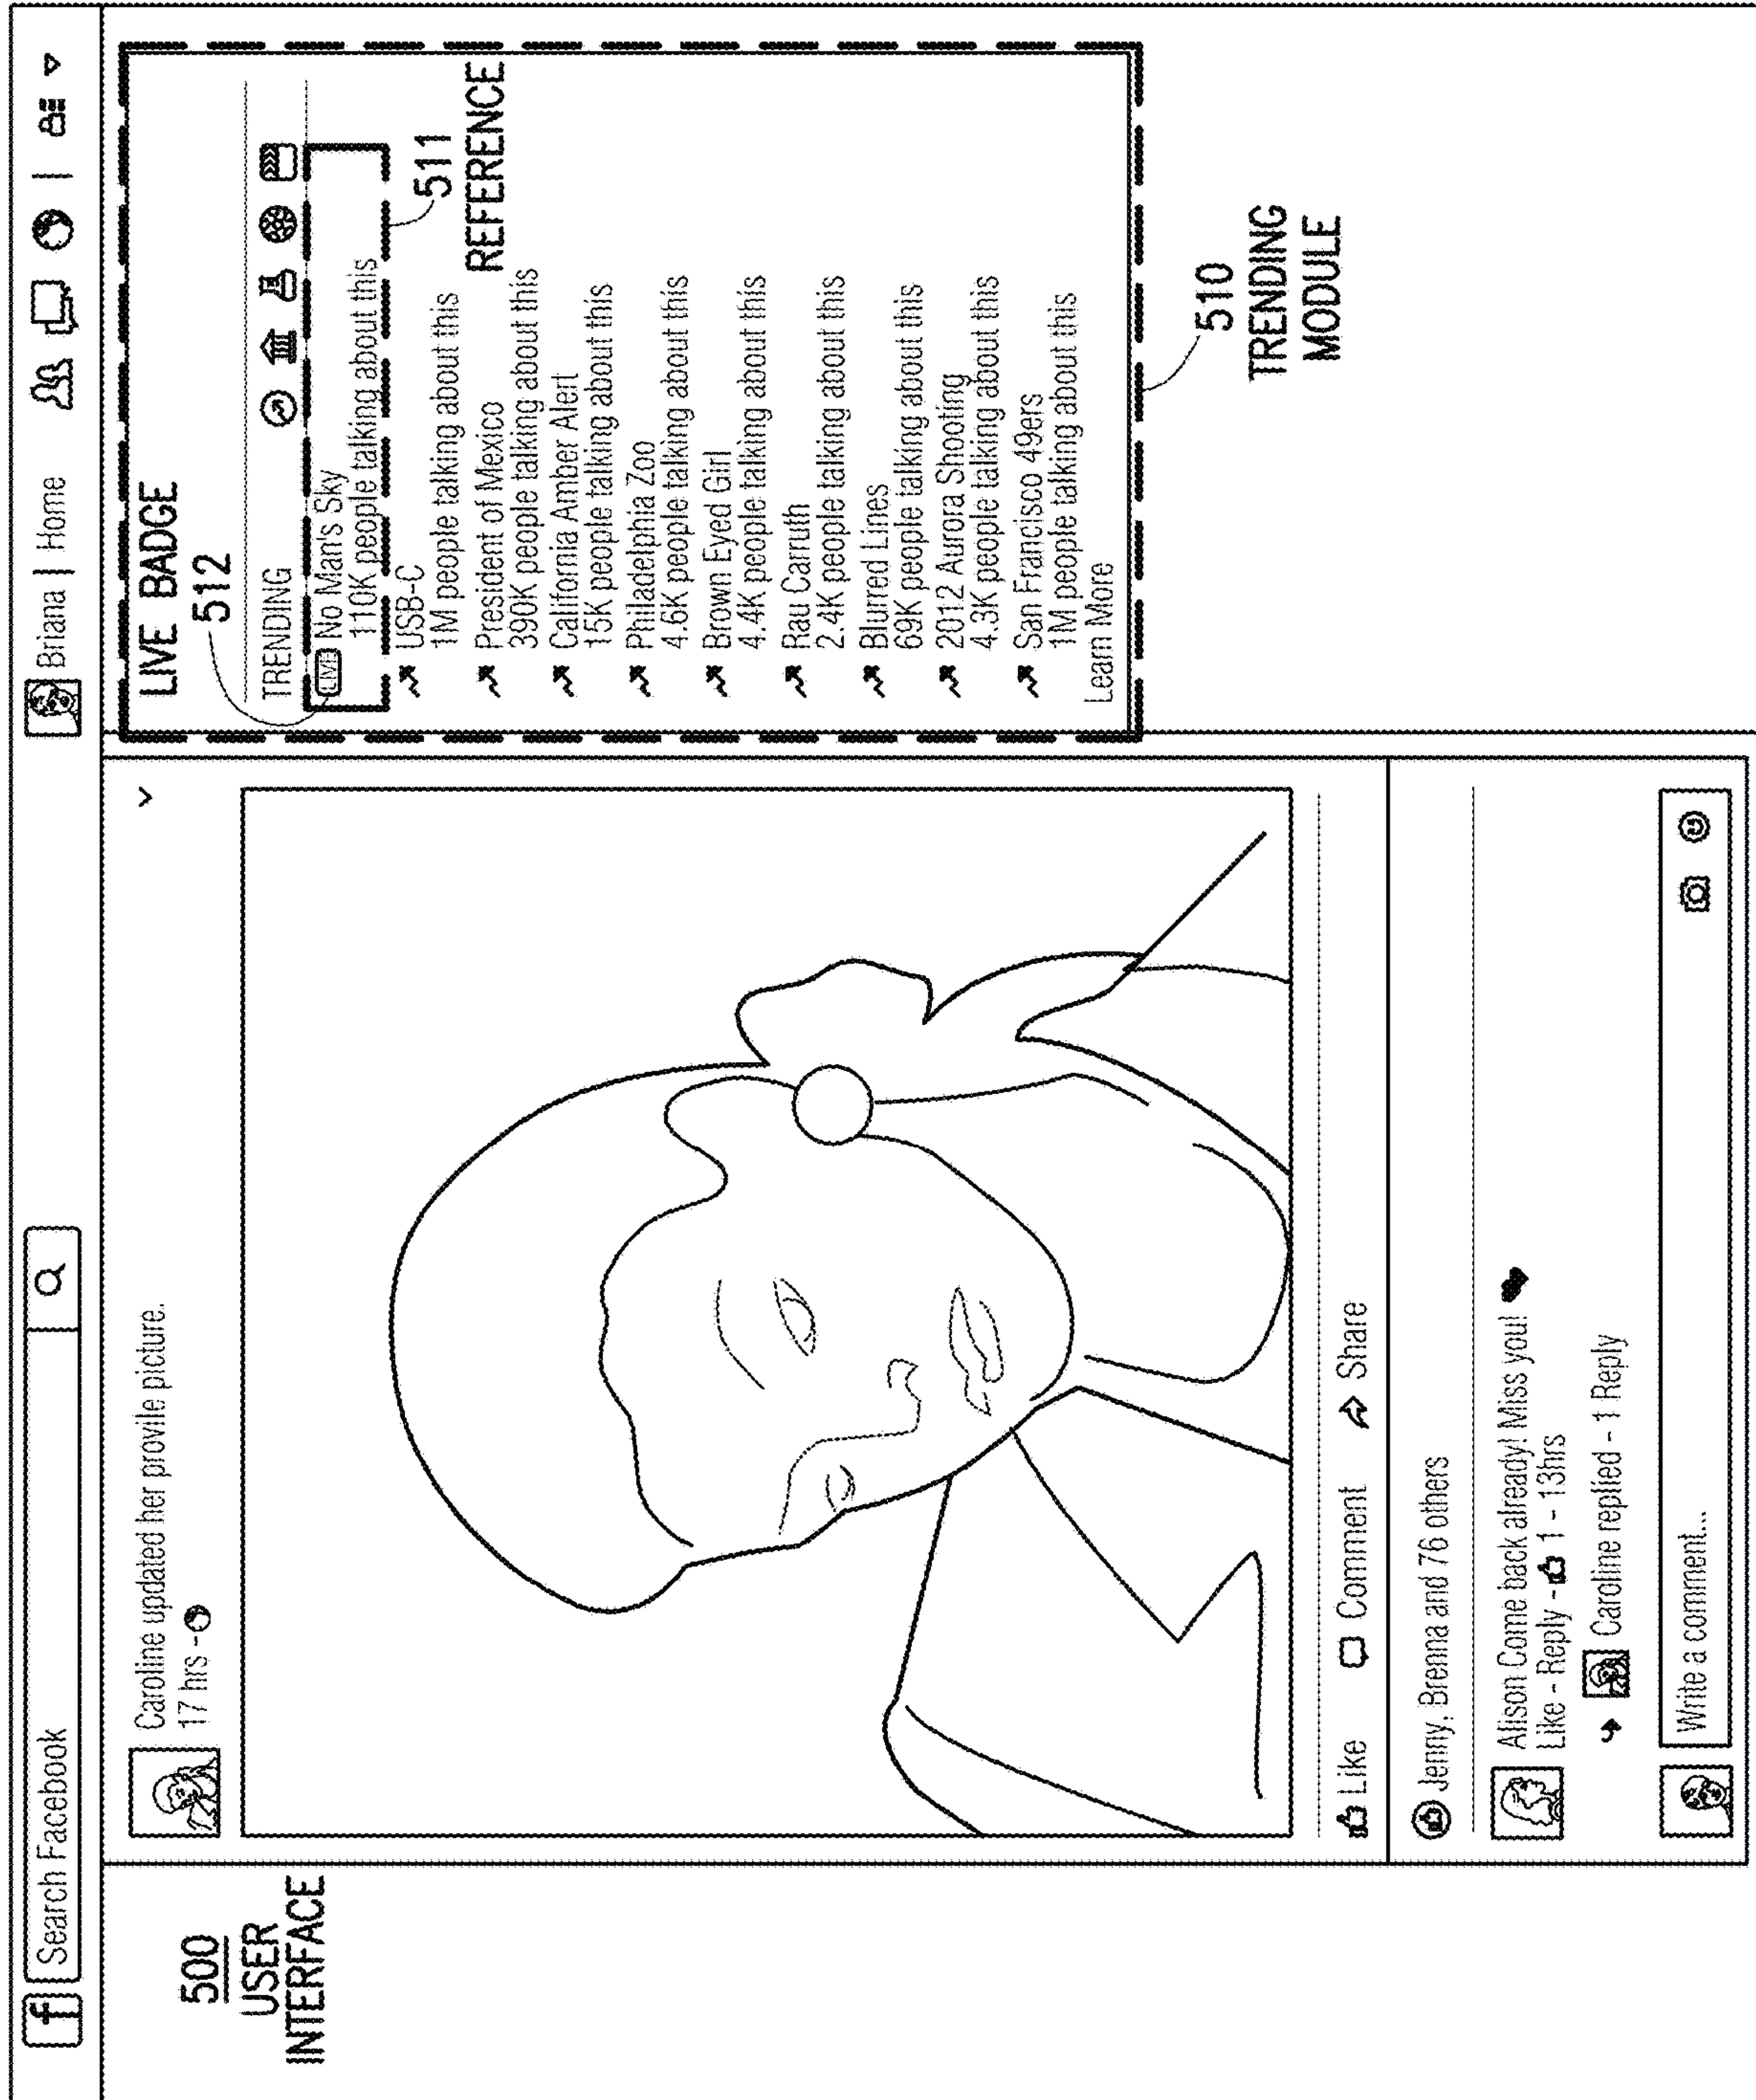 f Search Facebook
Briana | Home
500
USER
INTERFACE
Caroline updated her provile picture.
17 hrs -
Like Comment Share
Jenny, Brenna and 76 others
Alison Come back already! Miss you!
Like - Reply - 1 - 13hrs
Caroline replied - 1 Reply
Write a comment...
LIVE BADGE
512
TRENDING
LIVE No Man's Sky
110K people talking about this
511
REFERENCE
USB-C
1M people talking about this
President of Mexico
390K people talking about this
California Amber Alert
15K people talking about this
Philadelphia Zoo
4.6K people talking about this
Brown Eyed Girl
4.4K people talking about this
Rau Carruth
2.4K people talking about this
Blurred Lines
69K people talking about this
2012 Aurora Shooting
4.3K people talking about this
San Francisco 49ers
1M people talking about this
Learn More
510
TRENDING
MODULE